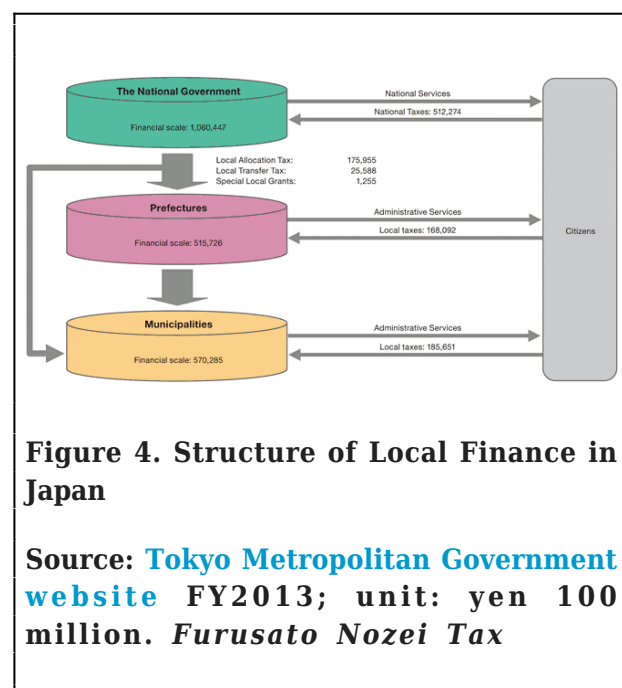 The National Government
Financial scale: 1,060,447
National Services
National Taxes: 512,274
Local Allocation Tax: 175,955
Local Transfer Tax: 25,588
Special Local Grants: 1,255
Prefectures
Financial scale: 515,726
Administrative Services
Local taxes: 168,092
Citizens
Municipalities
Financial scale: 570,285
Administrative Services
Local taxes: 185,651
Figure 4. Structure of Local Finance in
Japan
Source: Tokyo Metropolitan Government
website FY2013; unit: yen 100
million. Furusato Nozei Tax